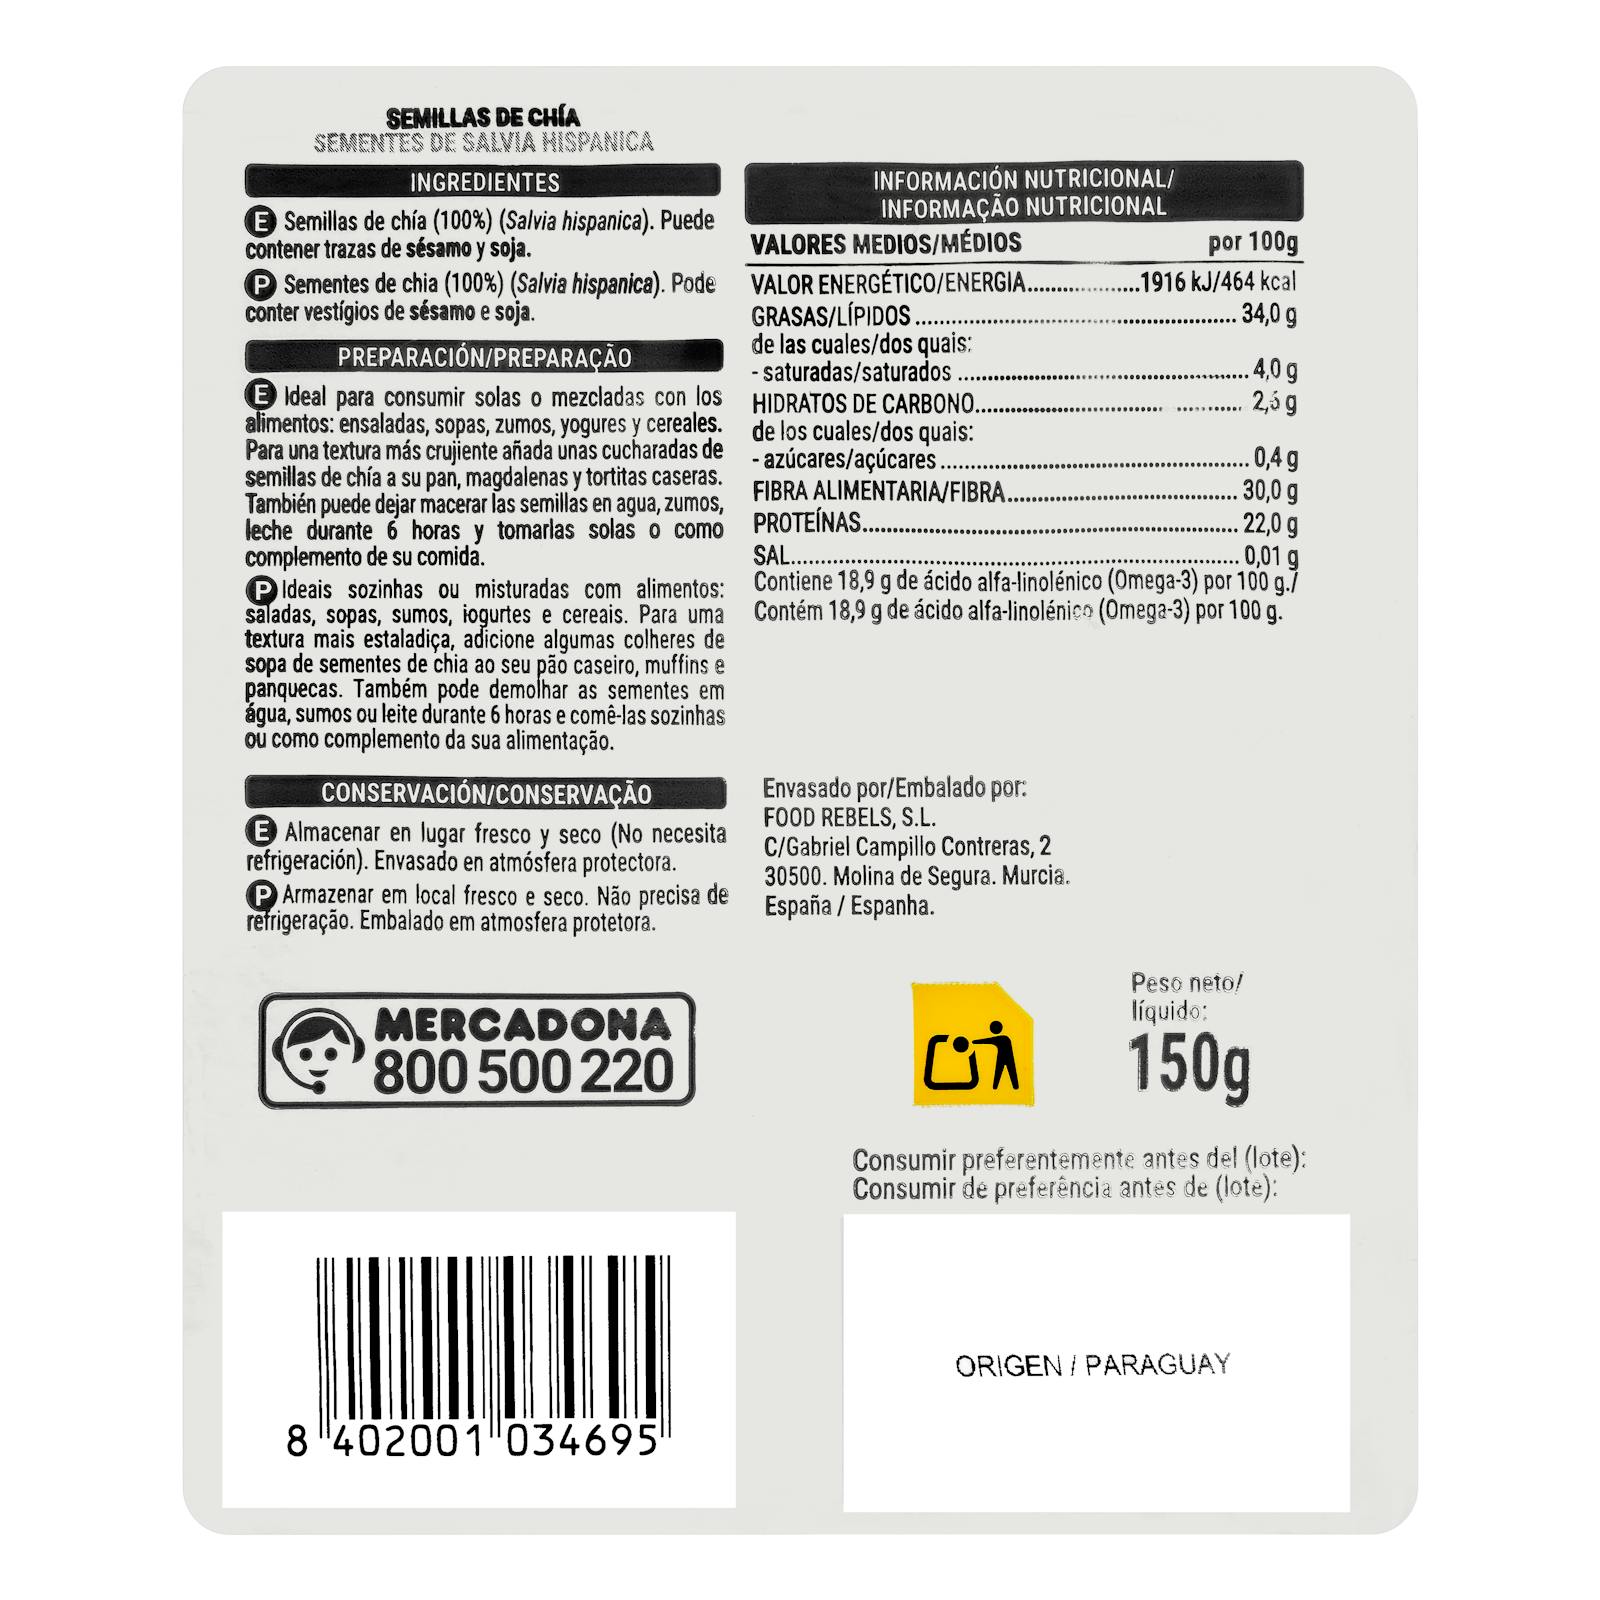 SEMILLAS DE CHÍA
SEMENTES DE SALVIA HISPANICA
INGREDIENTES
E Semillas de chía (100%) (Salvia hispanica). Puede
contener trazas de sésamo y soja.
P Sementes de chia (100%) (Salvia hispanica). Pode
conter vestígios de sésamo e soja.
PREPARACIÓN/PREPARAÇÃO
E Ideal para consumir solas o mezcladas con los
alimentos: ensaladas, sopas, zumos, yogures y cereales.
Para una textura más crujiente añada unas cucharadas de
semillas de chía a su pan, magdalenas y tortitas caseras.
También puede dejar macerar las semillas en agua, zumos,
leche durante 6 horas y tomarlas solas o como
complemento de su comida.
P Ideais sozinhas ou misturadas com alimentos:
saladas, sopas, sumos, iogurtes e cereais. Para uma
textura mais estaladiça, adicione algumas colheres de
sopa de sementes de chia ao seu pão caseiro, muffins e
panquecas. Também pode demolhar as sementes em
água, sumos ou leite durante 6 horas e comê-las sozinhas
ou como complemento da sua alimentação.
CONSERVACIÓN/CONSERVAÇÃO
E Almacenar en lugar fresco y seco (No necesita
refrigeración). Envasado en atmósfera protectora.
P Armazenar em local fresco e seco. Não precisa de
refrigeração. Embalado em atmosfera protetora.
MERCADONA
800 500 220
8 402001 034695
INFORMACIÓN NUTRICIONAL/
INFORMAÇÃO NUTRICIONAL
VALORES MEDIOS/MÉDIOS por 100g
VALOR ENERGÉTICO/ENERGIA..................1916 kJ/464 kcal
GRASAS/LÍPIDOS .................................................. 34,0 g
de las cuales/dos quais:
- saturadas/saturados ............................................ 4,0 g
HIDRATOS DE CARBONO.........................................
de los cuales/dos quais:
- azúcares/açúcares ............................................... 0,4 g
FIBRA ALIMENTARIA/FIBRA.................................... 30,0 g
PROTEÍNAS........................................................... 22,0 g
SAL...................................................................... 0,01 g
Contiene 18,9 g de ácido alfa-linolénico (Omega-3) por 100 g./
Contém 18,9 g de ácido alfa-linolénico (Omega-3) por 100 g.
Envasado por/Embalado por:
FOOD REBELS, S.L.
C/Gabriel Campillo Contreras, 2
30500. Molina de Segura. Murcia.
España / Espanha.
Peso neto/
líquido:
150g
Consumir preferentemente antes del (lote):
Consumir de preferência antes de (lote):
ORIGEN / PARAGUAY